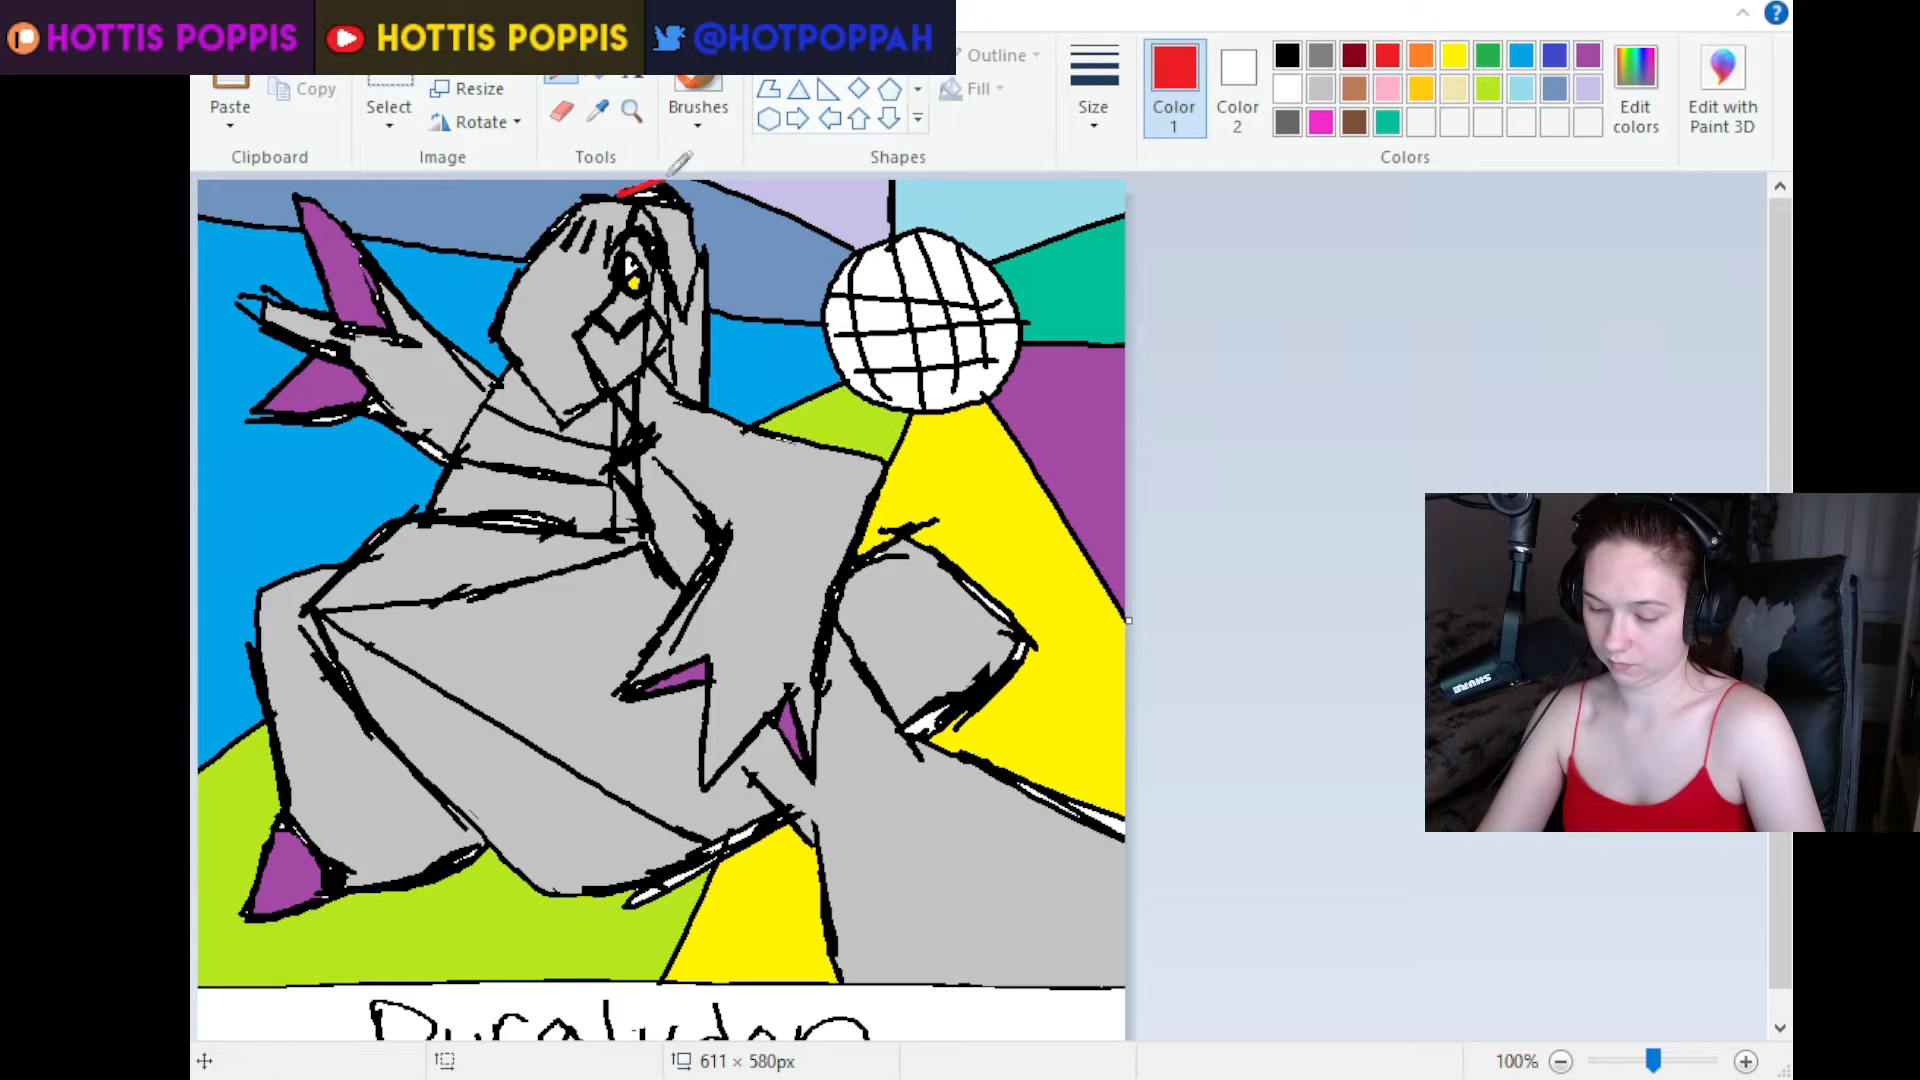 HOTTIS POPPIS HOTTIS POPPIS @HOTPOPPAH
Outline
Paste Copy Select Resize Rotate Brushes Fill Size Color 1 Color 2 Edit colors Edit with Paint 3D
Clipboard Image Tools Shapes Colors
SHURE
Duraludon
611 × 580px 100%